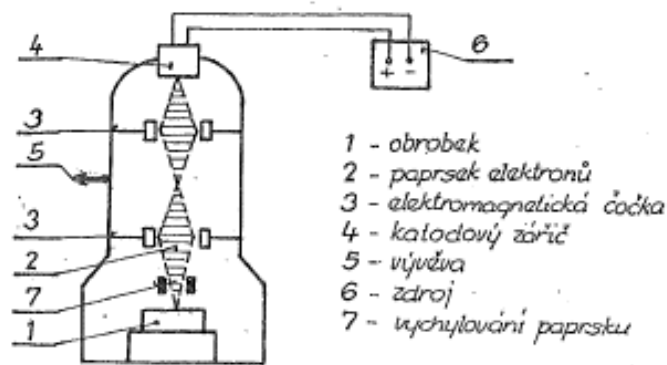 4
3
5
3
2
7
1
+ -
6
1 - obrobek
2 - paprsek elektronů
3 - elektromagnetická čočka
4 - katodový zářič
5 - vývěva
6 - zdroj
7 - vychylování paprsku